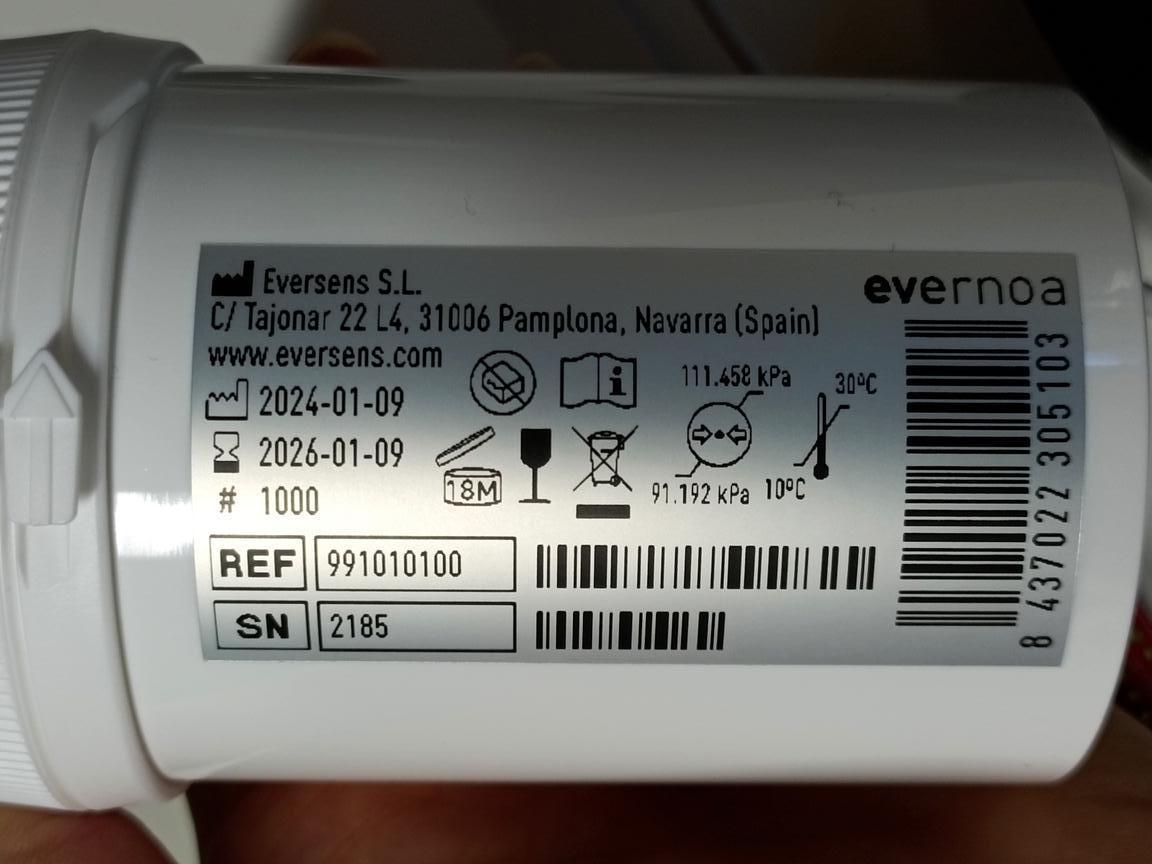 Eversens S.L.
C/ Tajonar 22 L4, 31006 Pamplona, Navarra (Spain)
www.eversens.com
evernoa
2024-01-09
2026-01-09
# 1000
18M
111.458 kPa
91.192 kPa
30ºC
10ºC
REF 991010100
SN 2185
8 437022 305103